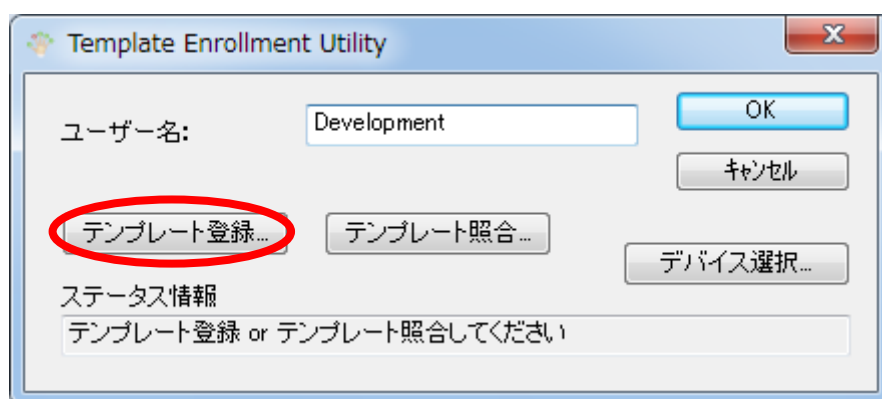 Template Enrollment Utility
ユーザー名:
Development
OK
キャンセル
テンプレート登録...
テンプレート照合...
デバイス選択...
ステータス情報
テンプレート登録 or テンプレート照合してください